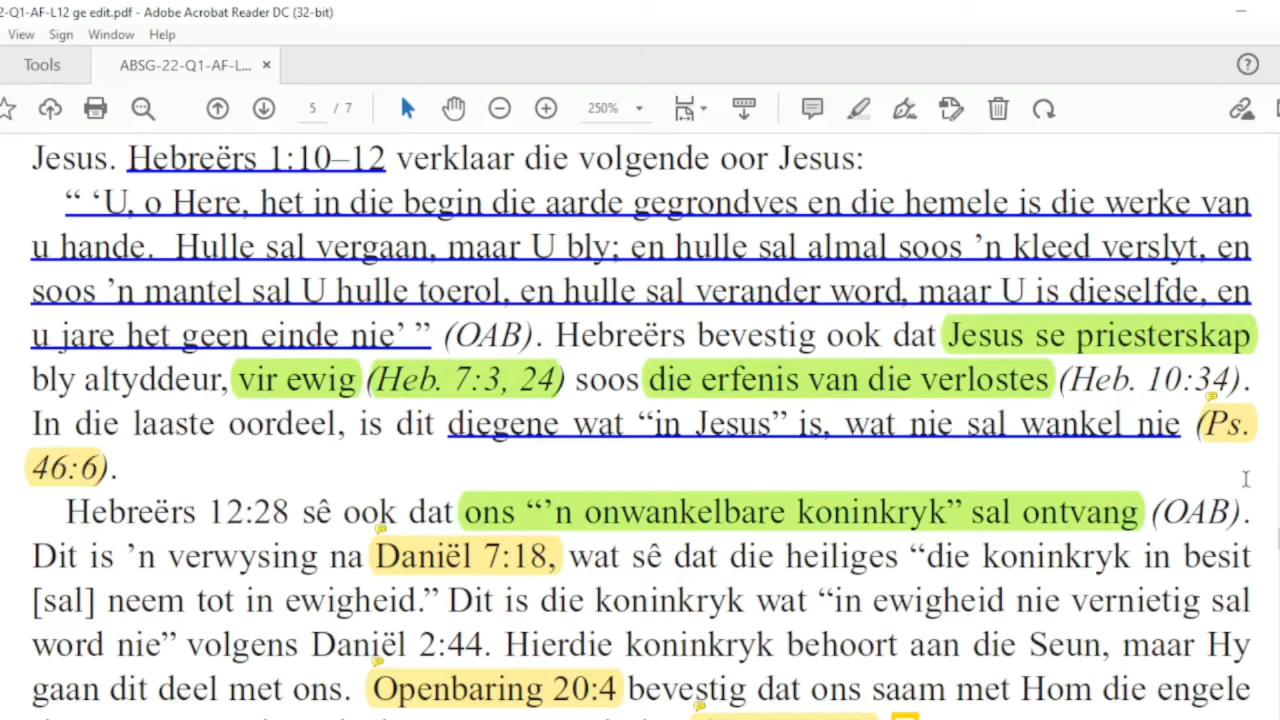 2-Q1-AF-L12 ge edit.pdf - Adobe Acrobat Reader DC (32-bit)
View Sign Window Help
Tools ABSG-22-Q1-AF-L... ×
5 / 7 250%
Jesus. Hebreërs 1:10–12 verklaar die volgende oor Jesus:
“ ‘U, o Here, het in die begin die aarde gegrondves en die hemele is die werke van
u hande. Hulle sal vergaan, maar U bly; en hulle sal almal soos ’n kleed verslyt, en
soos ’n mantel sal U hulle toerol, en hulle sal verander word, maar U is dieselfde, en
u jare het geen einde nie’ ” (OAB). Hebreërs bevestig ook dat Jesus se priesterskap
bly altyddeur, vir ewig (Heb. 7:3, 24) soos die erfenis van die verlostes (Heb. 10:34).
In die laaste oordeel, is dit diegene wat “in Jesus” is, wat nie sal wankel nie (Ps.
46:6).
Hebreërs 12:28 sê ook dat ons “’n onwankelbare koninkryk” sal ontvang (OAB).
Dit is ’n verwysing na Daniël 7:18, wat sê dat die heiliges “die koninkryk in besit
[sal] neem tot in ewigheid.” Dit is die koninkryk wat “in ewigheid nie vernietig sal
word nie” volgens Daniël 2:44. Hierdie koninkryk behoort aan die Seun, maar Hy
gaan dit deel met ons. Openbaring 20:4 bevestig dat ons saam met Hom die engele